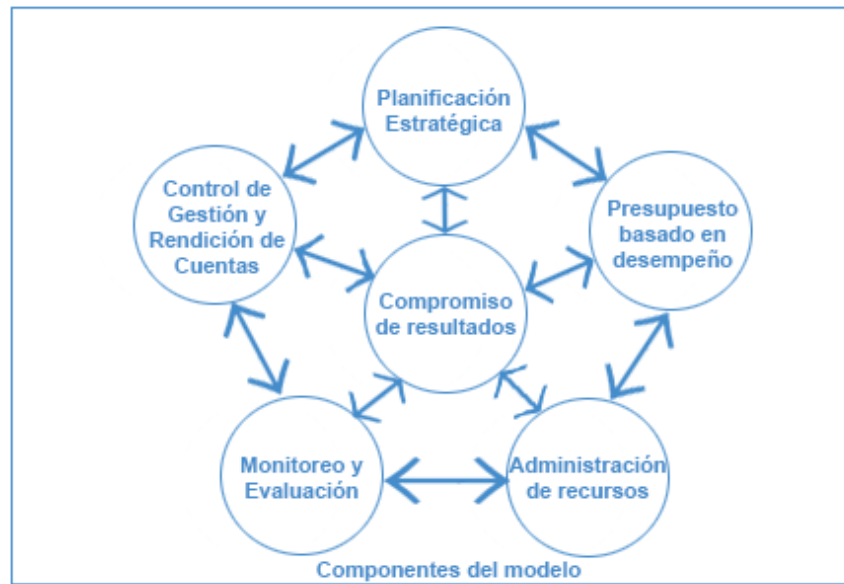 Planificación
Estratégica
Control de
Gestión y
Rendición de
Cuentas
Presupuesto
basado en
desempeño
Compromiso
de resultados
Monitoreo y
Evaluación
Administración
de recursos
Componentes del modelo